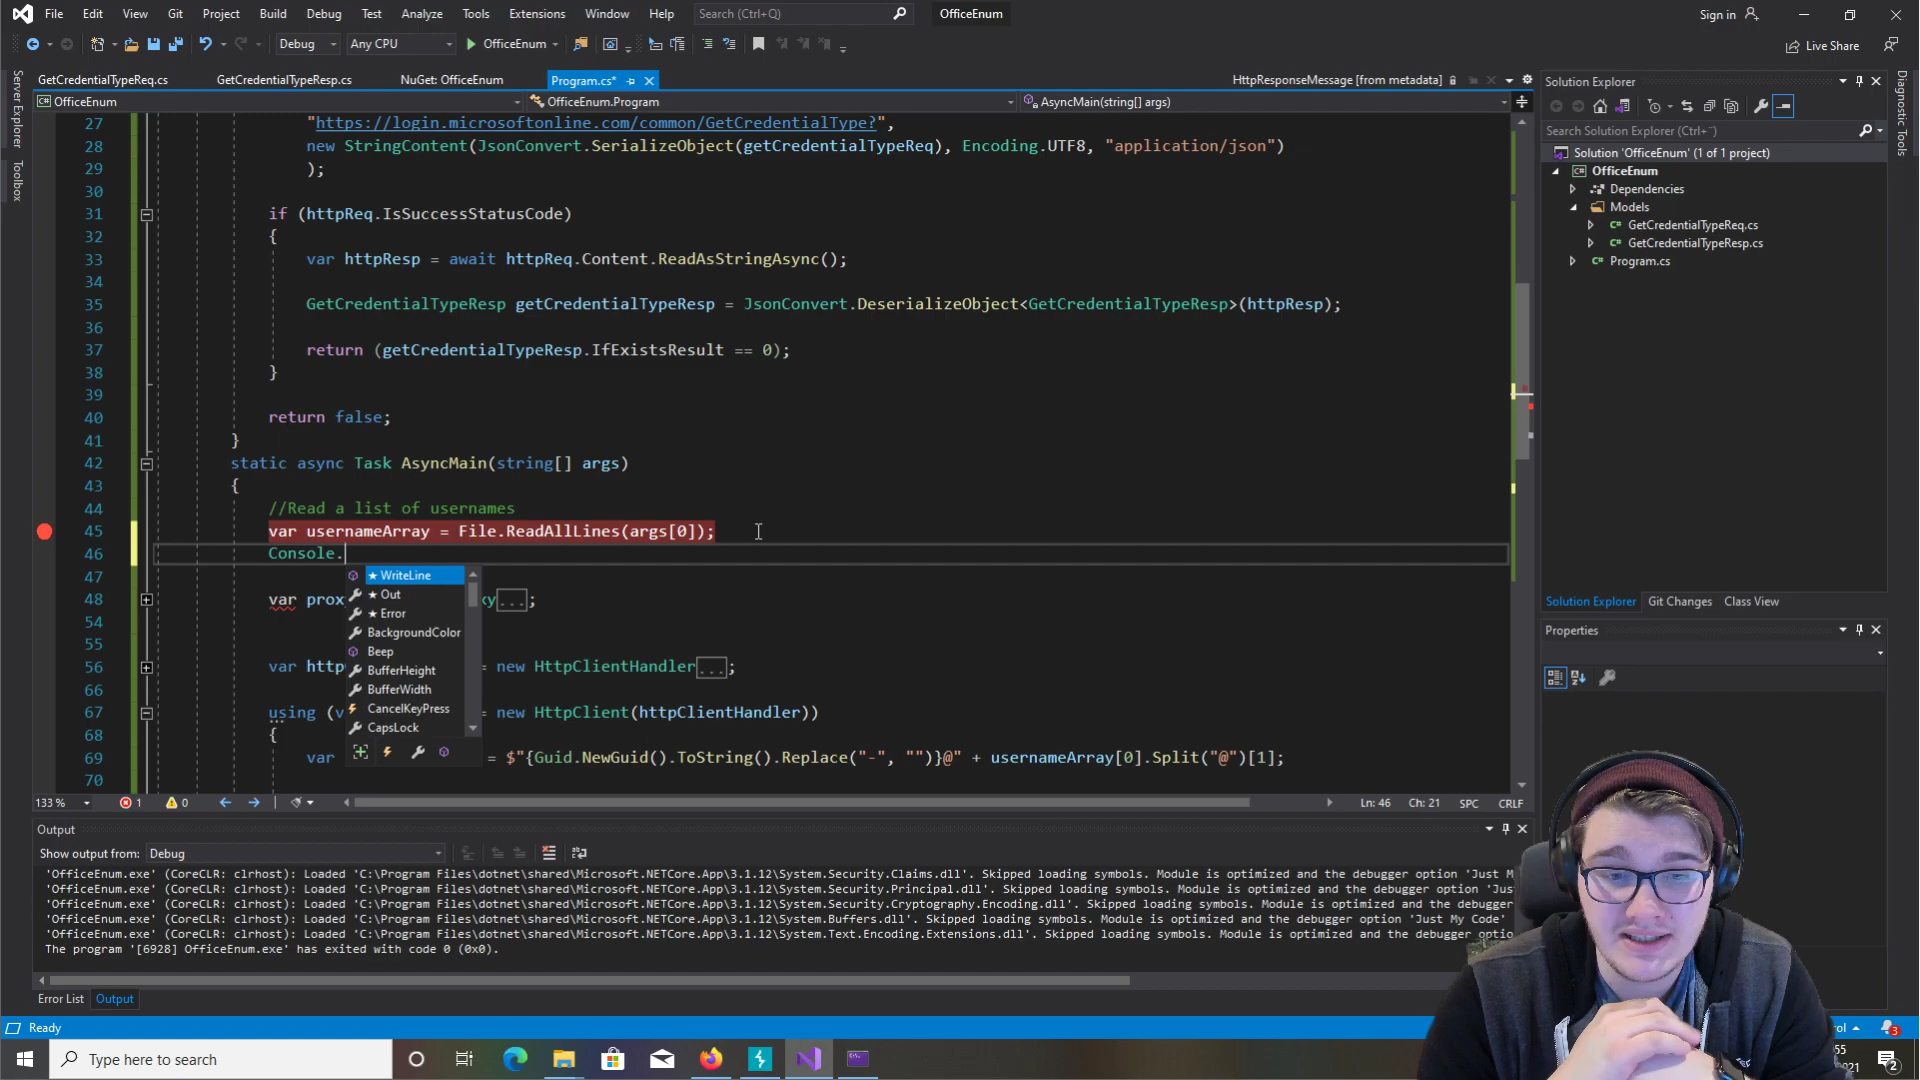 File Edit View Git Project Build Debug Test Analyze Tools Extensions Window Help Search (Ctrl+Q) OfficeEnum Sign in
Debug Any CPU OfficeEnum Live Share
Server Explorer
Toolbox
GetCredentialTypeReq.cs GetCredentialTypeResp.cs NuGet: OfficeEnum Program.cs* HttpResponseMessage [from metadata]
OfficeEnum OfficeEnum.Program AsyncMain(string[] args)
27 "https://login.microsoftonline.com/common/GetCredentialType?",
28 new StringContent(JsonConvert.SerializeObject(getCredentialTypeReq), Encoding.UTF8, "application/json")
29 );
30
31 if (httpReq.IsSuccessStatusCode)
32 {
33 var httpResp = await httpReq.Content.ReadAsStringAsync();
34
35 GetCredentialTypeResp getCredentialTypeResp = JsonConvert.DeserializeObject<GetCredentialTypeResp>(httpResp);
36
37 return (getCredentialTypeResp.IfExistsResult == 0);
38 }
39
40 return false;
41 }
42 static async Task AsyncMain(string[] args)
43 {
44 //Read a list of usernames
45 var usernameArray = File.ReadAllLines(args[0]);
46 Console.
47
48 var prox xy...;
54
55
56 var http = new HttpClientHandler...;
66
67 using (v = new HttpClient(httpClientHandler))
68 {
69 var = $"{Guid.NewGuid().ToString().Replace("-", "")}@" + usernameArray[0].Split("@")[1];
70
★ WriteLine
★ Out
★ Error
BackgroundColor
Beep
BufferHeight
BufferWidth
CancelKeyPress
CapsLock
133 % 1 0 Ln: 46 Ch: 21 SPC CRLF
Output
Show output from: Debug
'OfficeEnum.exe' (CoreCLR: clrhost): Loaded 'C:\Program Files\dotnet\shared\Microsoft.NETCore.App\3.1.12\System.Security.Claims.dll'. Skipped loading symbols. Module is optimized and the debugger option 'Just M
'OfficeEnum.exe' (CoreCLR: clrhost): Loaded 'C:\Program Files\dotnet\shared\Microsoft.NETCore.App\3.1.12\System.Security.Principal.dll'. Skipped loading symbols. Module is optimized and the debugger option 'Jus
'OfficeEnum.exe' (CoreCLR: clrhost): Loaded 'C:\Program Files\dotnet\shared\Microsoft.NETCore.App\3.1.12\System.Security.Cryptography.Encoding.dll'. Skipped loading symbols. Module is optimized and the debugger
'OfficeEnum.exe' (CoreCLR: clrhost): Loaded 'C:\Program Files\dotnet\shared\Microsoft.NETCore.App\3.1.12\System.Buffers.dll'. Skipped loading symbols. Module is optimized and the debugger option 'Just My Code'
'OfficeEnum.exe' (CoreCLR: clrhost): Loaded 'C:\Program Files\dotnet\shared\Microsoft.NETCore.App\3.1.12\System.Text.Encoding.Extensions.dll'. Skipped loading symbols. Module is optimized and the debugger optio
The program '[6928] OfficeEnum.exe' has exited with code 0 (0x0).
Error List Output
Solution Explorer
Search Solution Explorer (Ctrl+¨)
Solution 'OfficeEnum' (1 of 1 project)
OfficeEnum
Dependencies
Models
GetCredentialTypeReq.cs
GetCredentialTypeResp.cs
Program.cs
Solution Explorer Git Changes Class View
Properties
Diagnostic Tools
Ready ol 3
Type here to search
55
021 2